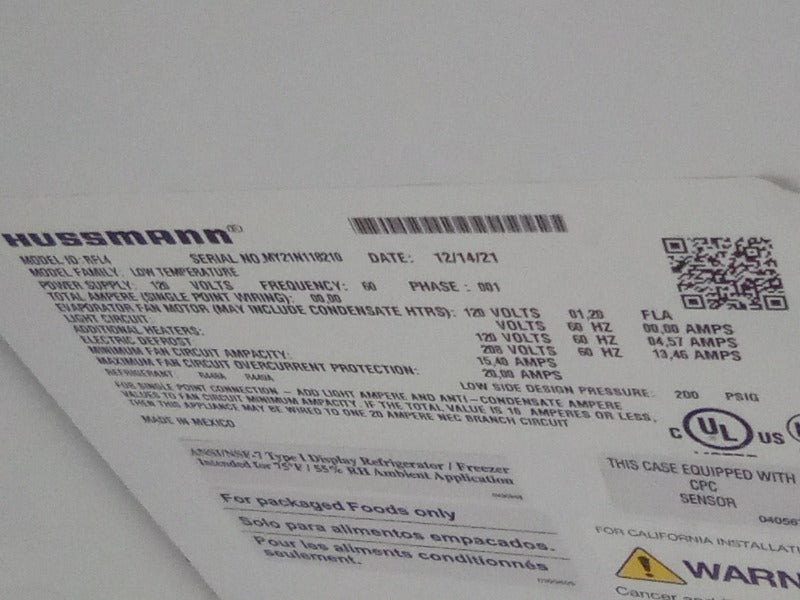 HUSSMANN®
MODEL ID: RFL4 SERIAL NO.MY21N118210 DATE: 12/14/21
MODEL FAMILY: LOW TEMPERATURE
POWER SUPPLY: 120 VOLTS FREQUENCY: 60 PHASE : 001
TOTAL AMPERE (SINGLE POINT WIRING): 00,00
EVAPORATOR FAN MOTOR (MAY INCLUDE CONDENSATE HTRS): 120 VOLTS 01,20 FLA
LIGHT CIRCUIT VOLTS 60 HZ 00,00 AMPS
ADDITIONAL HEATERS: 120 VOLTS 60 HZ 04,57 AMPS
ELECTRIC DEFROST: 208 VOLTS 60 HZ 13,46 AMPS
MINIMUM FAN CIRCUIT AMPACITY: 15,40 AMPS
MAXIMUM FAN CIRCUIT OVERCURRENT PROTECTION: 20,00 AMPS
REFRIGERANT R448A R449A LOW SIDE DESIGN PRESSURE: 200 PSIG
FOR SINGLE POINT CONNECTION - ADD LIGHT AMPERE AND ANTI-CONDENSATE AMPERE
VALUES TO FAN CIRCUIT MINIMUM AMPACITY. IF THE TOTAL VALUE IS 16 AMPERES OR LESS,
THEN THIS APPLIANCE MAY BE WIRED TO ONE 20 AMPERE NEC BRANCH CIRCUIT
MADE IN MEXICO
C UL US
ANSI/NSF-7 Type I Display Refrigerator / Freezer
Intended for 75°F / 55% RH Ambient Application
THIS CASE EQUIPPED WITH
CPC
SENSOR
For packaged Foods only
Solo para alimentos empacados.
Pour les aliments conditionnés
seulement.
FOR CALIFORNIA INSTALLATI
WARN
Cancer and